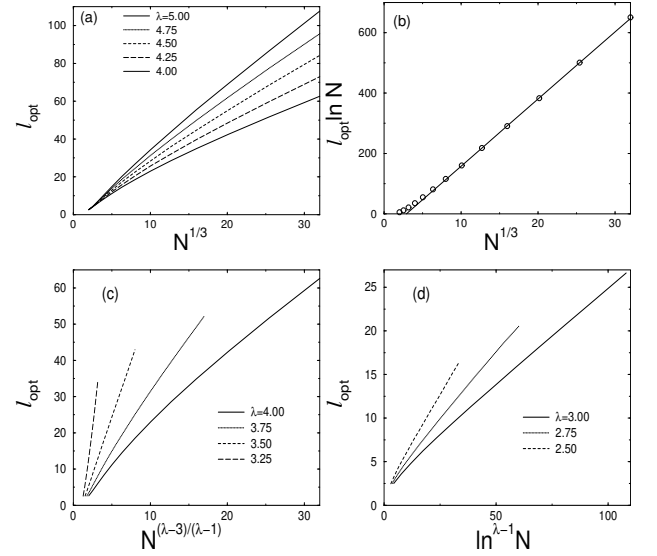 (a)
λ=5.00
4.75
4.50
4.25
4.00
100
80
60
40
20
0
0 10 20 30
l_opt
N^{1/3}
(b)
600
400
200
0
0 10 20 30
l_opt ln N
N^{1/3}
(c)
60
50
40
30
20
10
0
0 10 20 30
λ=4.00
3.75
3.50
3.25
l_opt
N^{(λ−3)/(λ−1)}
(d)
25
20
15
10
5
0
0 50 100
λ=3.00
2.75
2.50
l_opt
ln^{λ−1}N